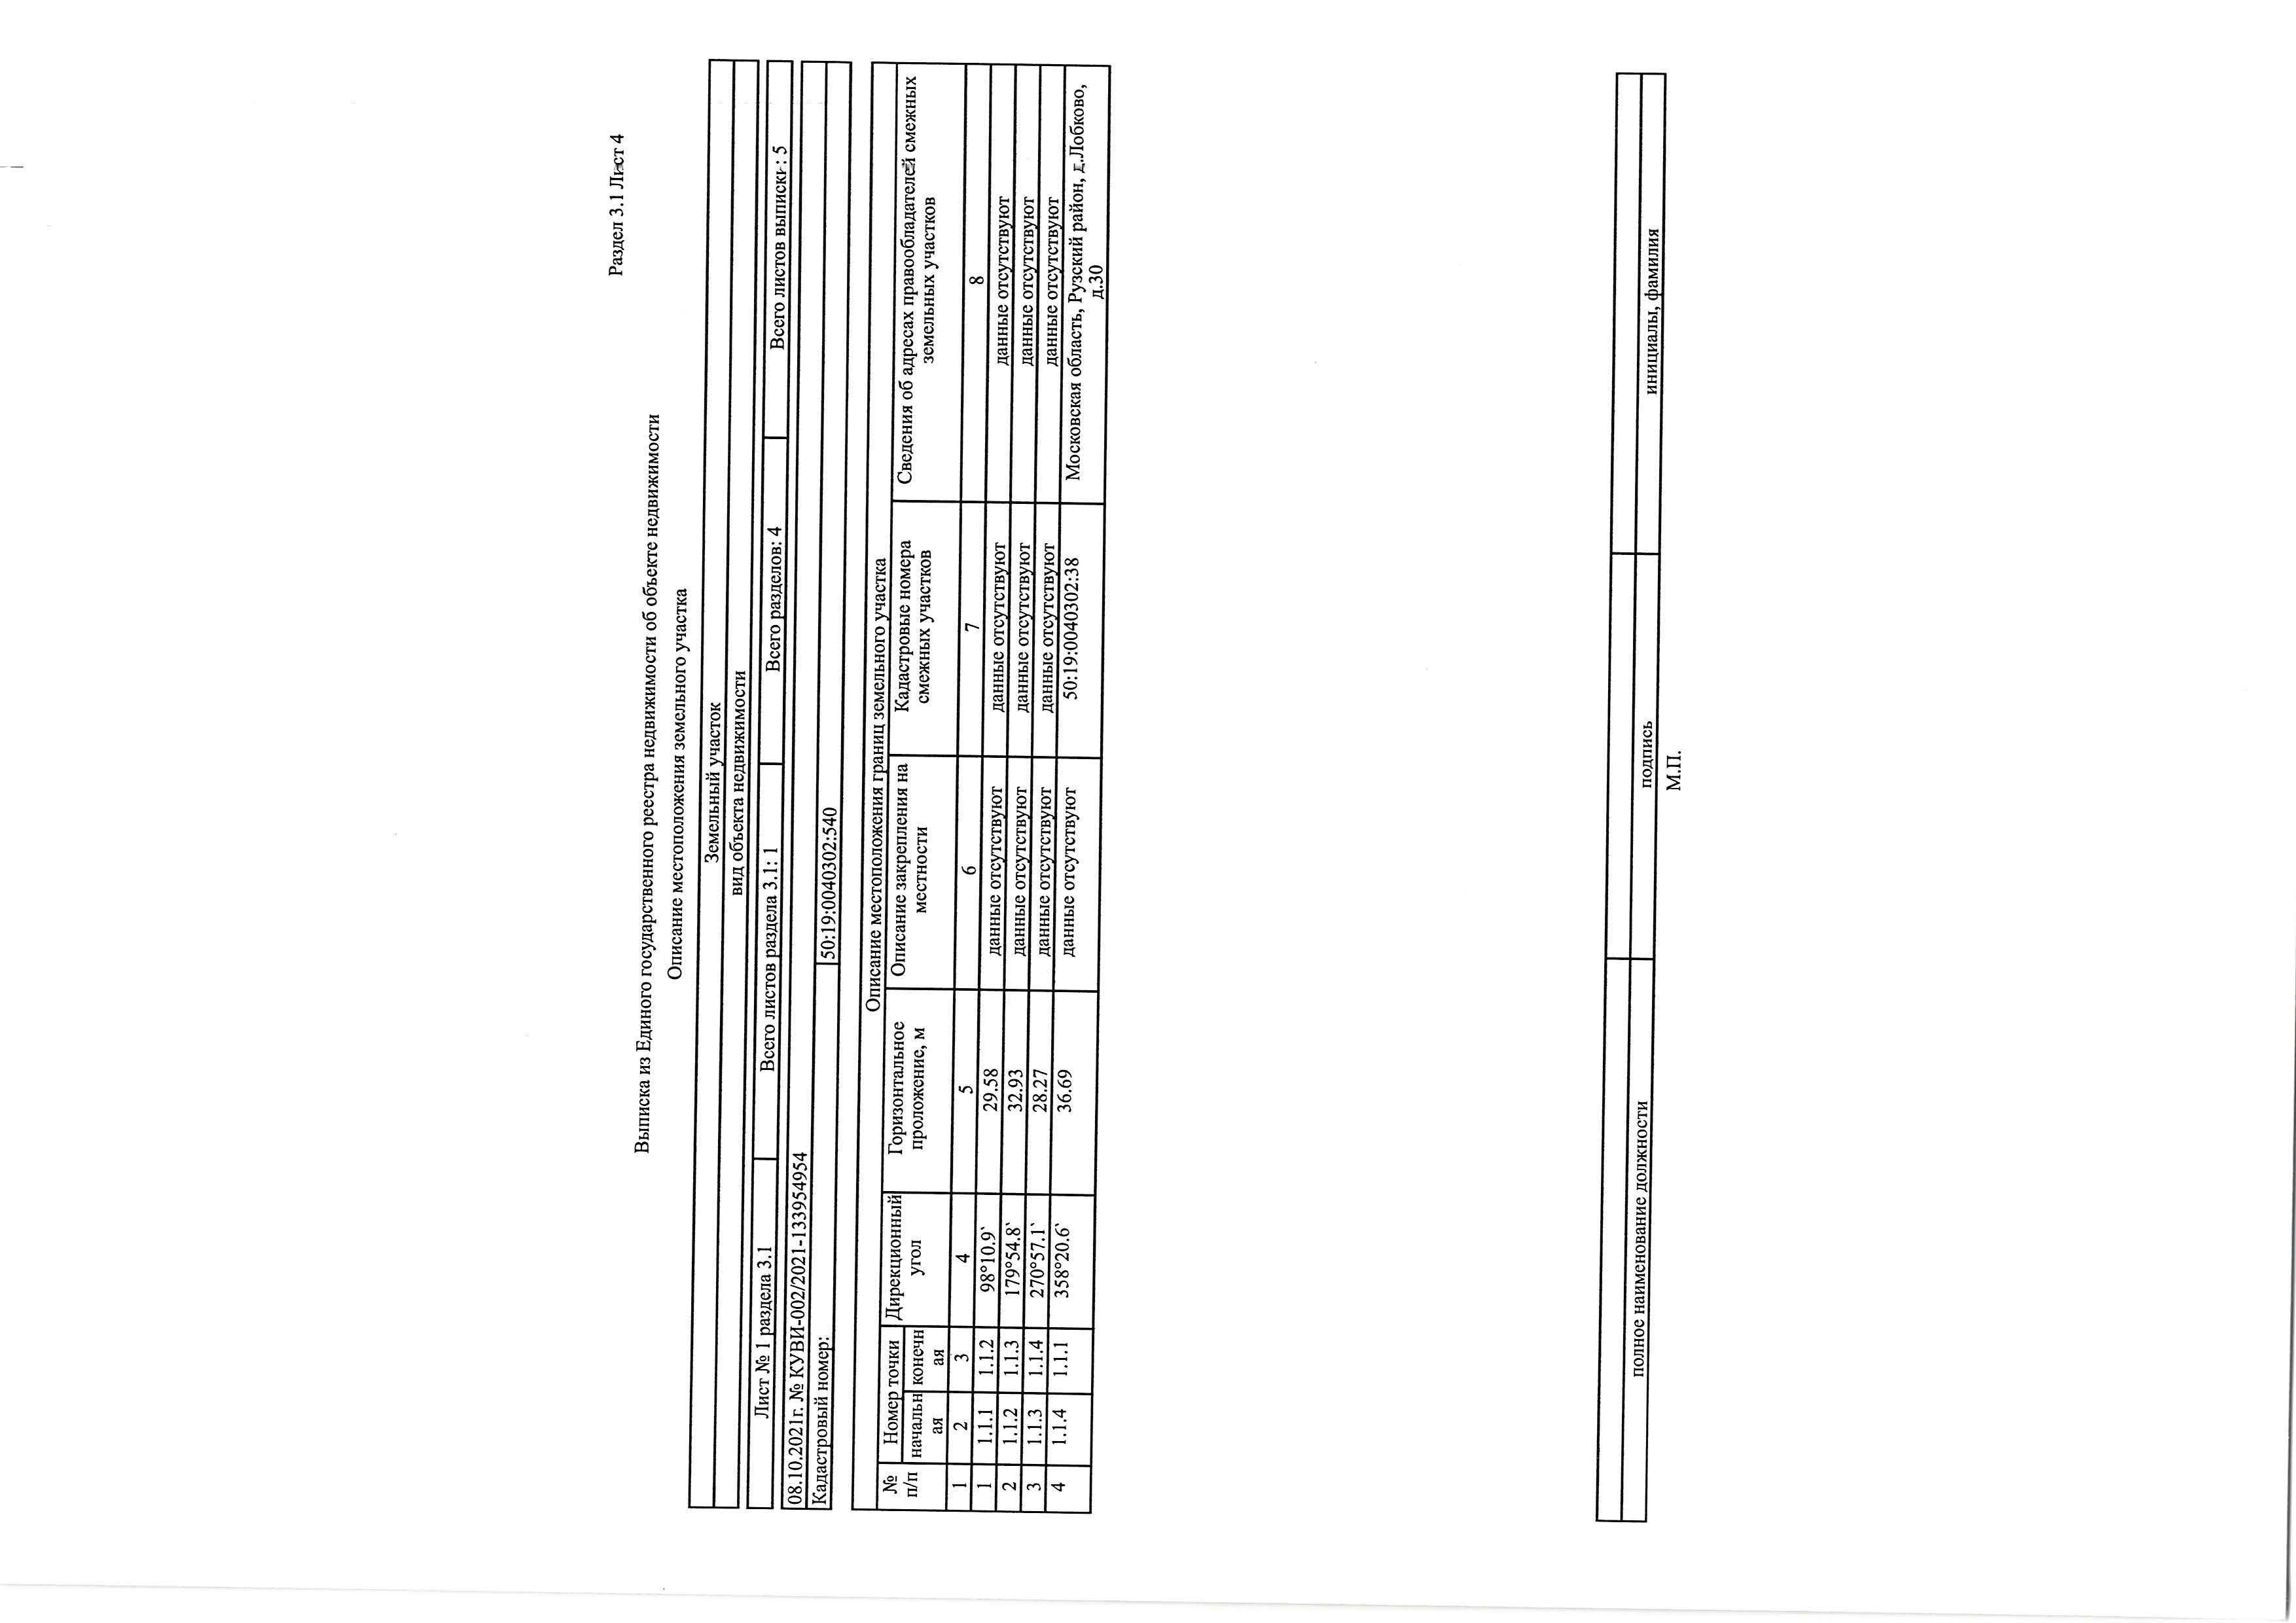 Раздел 3.1 Лист 4
Выписка из Единого государственного реестра недвижимости об объекте недвижимости
Описание местоположения земельного участка
Земельный участок
вид объекта недвижимости
Лист № 1 раздела 3.1 Всего листов раздела 3.1: 1 Всего разделов: 4 Всего листов выписки: 5
08.10.2021г. № КУВИ-002/2021-133954954
Кадастровый номер: 50:19:0040302:540
Описание местоположения границ земельного участка
№ Номер точки Дирекционный Горизонтальное Описание закрепления на Кадастровые номера Сведения об адресах правообладателей смежных
п/п начальн конечн угол проложение, м местности смежных участков земельных участков
ая ая
1 2 3 4 5 6 7 8
1 1.1.1 1.1.2 98°10.9` 29.58 данные отсутствуют данные отсутствуют данные отсутствуют
2 1.1.2 1.1.3 179°54.8` 32.93 данные отсутствуют данные отсутствуют данные отсутствуют
3 1.1.3 1.1.4 270°57.1` 28.27 данные отсутствуют данные отсутствуют данные отсутствуют
4 1.1.4 1.1.1 358°20.6` 36.69 данные отсутствуют 50:19:0040302:38 Московская область, Рузский район, д.Лобково,
д.30
полное наименование должности подпись инициалы, фамилия
М.П.